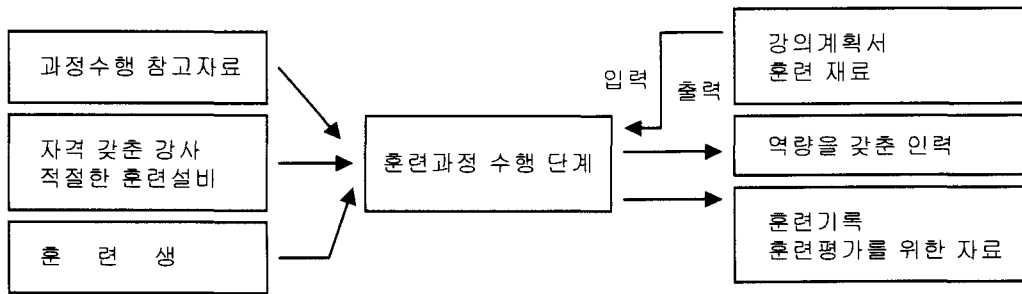 과정수행 참고자료
자격 갖춘 강사
적절한 훈련설비
훈 련 생
훈련과정 수행 단계
입력
출력
강의계획서
훈련 재료
역량을 갖춘 인력
훈련기록
훈련평가를 위한 자료